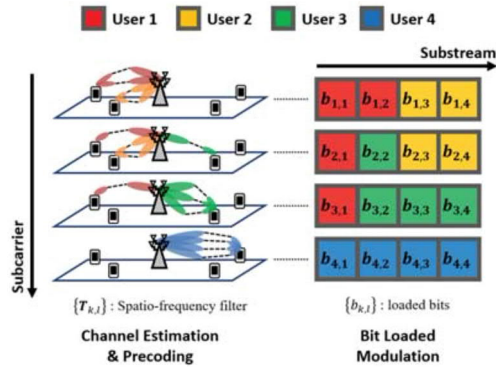 User 1 User 2 User 3 User 4
Substream
Subcarrier
b1,1 b1,2 b1,3 b1,4
b2,1 b2,2 b2,3 b2,4
b3,1 b3,2 b3,3 b3,4
b4,1 b4,2 b4,3 b4,4
{Tk,l} : Spatio-frequency filter
{bk,l} : loaded bits
Channel Estimation
& Precoding
Bit Loaded
Modulation